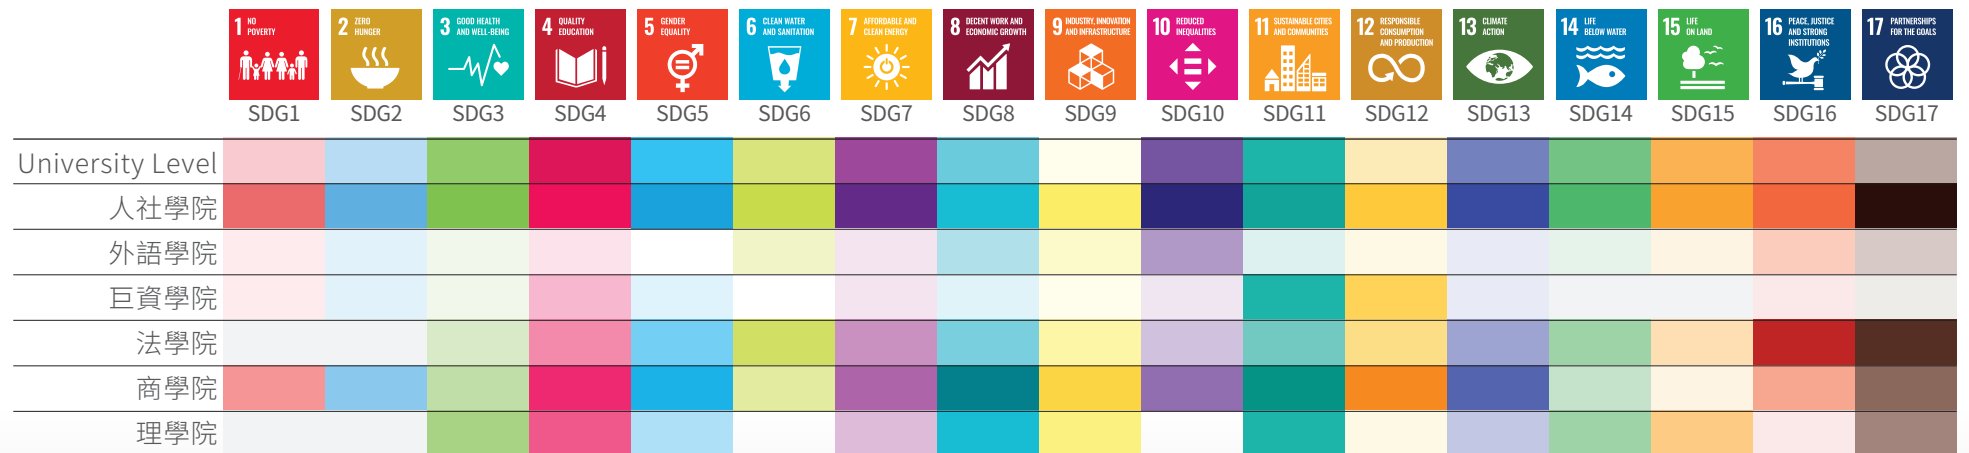 1 NO POVERTY
2 ZERO HUNGER
3 GOOD HEALTH AND WELL-BEING
4 QUALITY EDUCATION
5 GENDER EQUALITY
6 CLEAN WATER AND SANITATION
7 AFFORDABLE AND CLEAN ENERGY
8 DECENT WORK AND ECONOMIC GROWTH
9 INDUSTRY, INNOVATION AND INFRASTRUCTURE
10 REDUCED INEQUALITIES
11 SUSTAINABLE CITIES AND COMMUNITIES
12 RESPONSIBLE CONSUMPTION AND PRODUCTION
13 CLIMATE ACTION
14 LIFE BELOW WATER
15 LIFE ON LAND
16 PEACE, JUSTICE AND STRONG INSTITUTIONS
17 PARTNERSHIPS FOR THE GOALS
SDG1 SDG2 SDG3 SDG4 SDG5 SDG6 SDG7 SDG8 SDG9 SDG10 SDG11 SDG12 SDG13 SDG14 SDG15 SDG16 SDG17
University Level
人社學院
外語學院
巨資學院
法學院
商學院
理學院